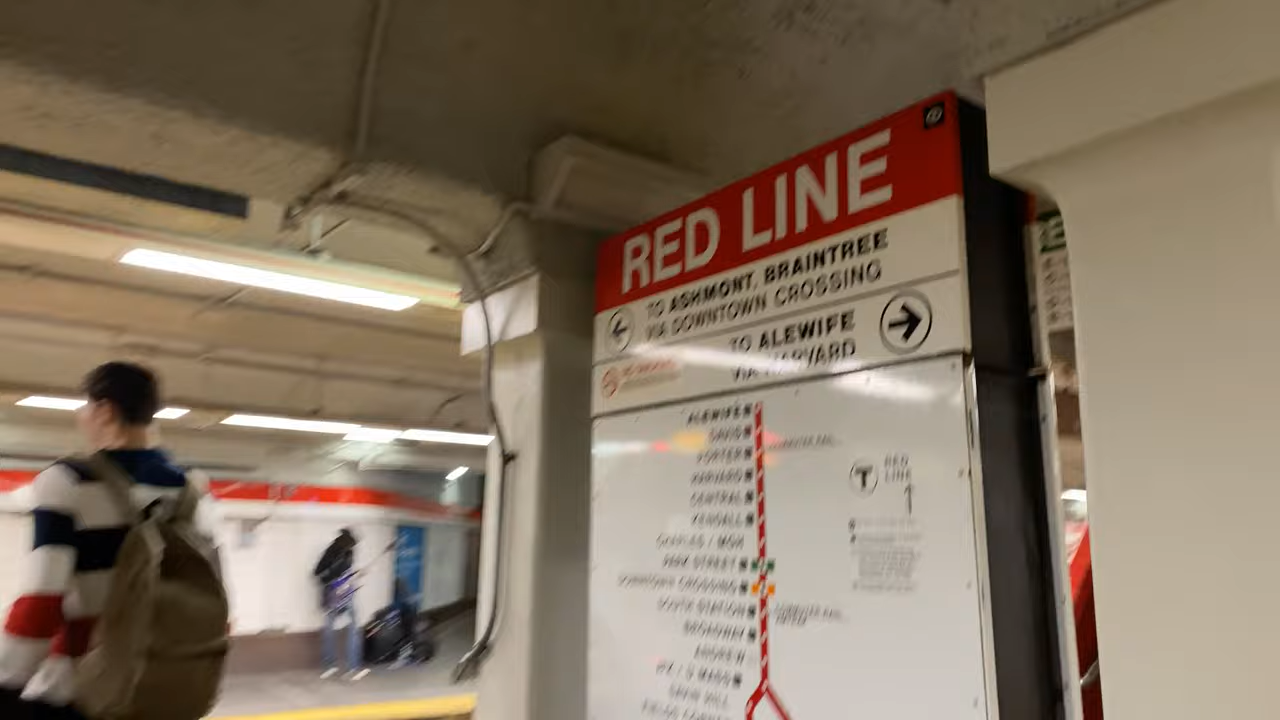 RED LINE
TO ASHMONT, BRAINTREE
VIA DOWNTOWN CROSSING
TO ALEWIFE
VIA HARVARD
ALEWIFE
DAVIS
PORTER
HARVARD
CENTRAL
KENDALL
CHARLES / MGH
PARK STREET
DOWNTOWN CROSSING
SOUTH STATION
BROADWAY
ANDREW
JFK / U MASS
SAVIN HILL
T
RED
LINE